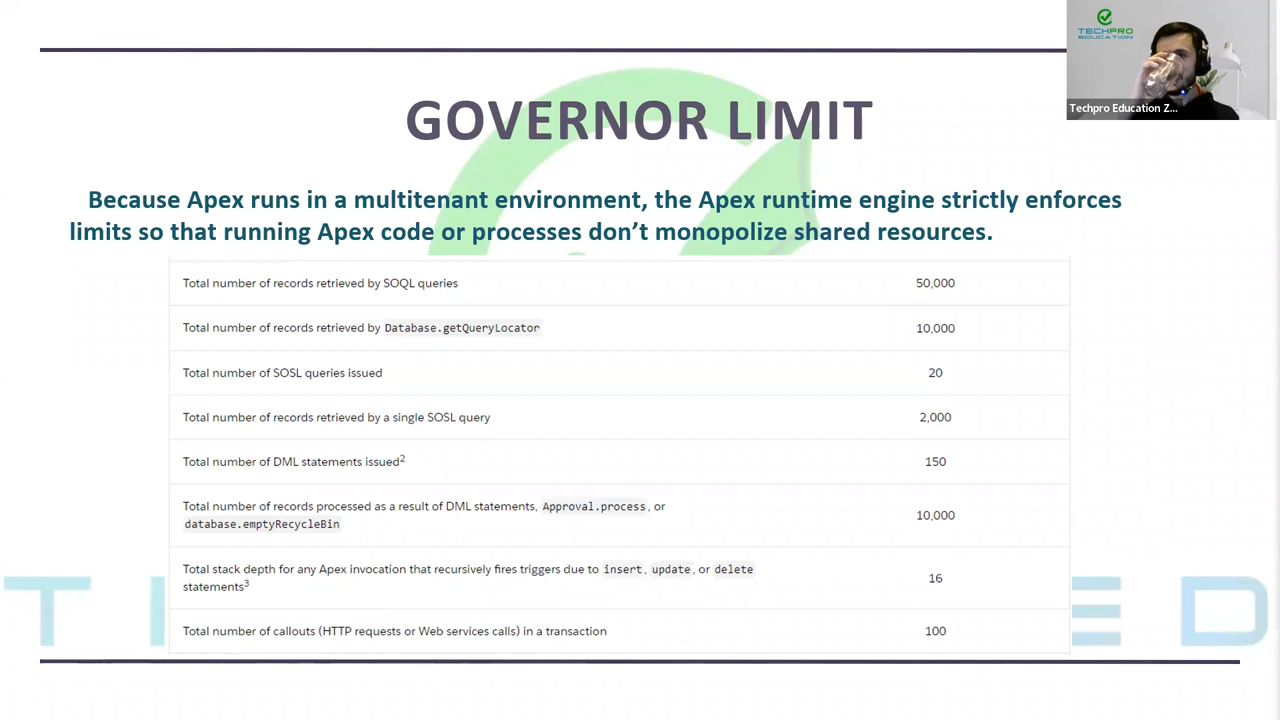 TECHPRO
EDUCATION
Techpro Education Z...
GOVERNOR LIMIT
Because Apex runs in a multitenant environment, the Apex runtime engine strictly enforces
limits so that running Apex code or processes don’t monopolize shared resources.
Total number of records retrieved by SOQL queries 50,000
Total number of records retrieved by Database.getQueryLocator 10,000
Total number of SOSL queries issued 20
Total number of records retrieved by a single SOSL query 2,000
Total number of DML statements issued2 150
Total number of records processed as a result of DML statements, Approval.process, or
database.emptyRecycleBin 10,000
Total stack depth for any Apex invocation that recursively fires triggers due to insert, update, or delete
statements3 16
Total number of callouts (HTTP requests or Web services calls) in a transaction 100